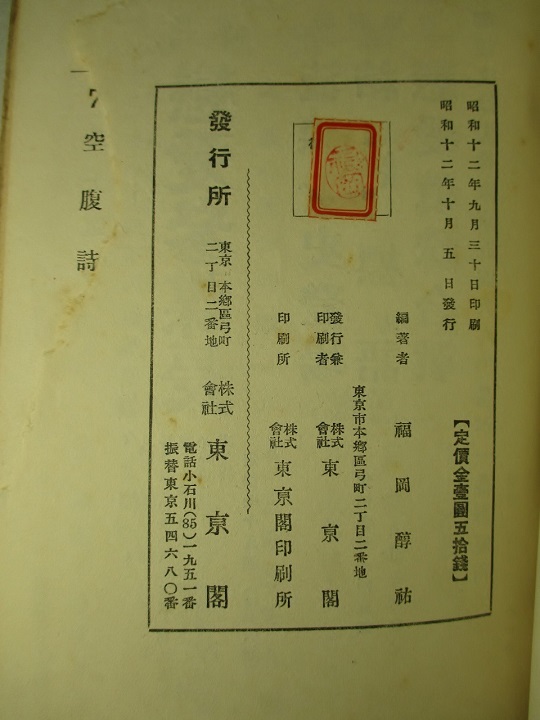 昭和十二年九月三十日印刷
昭和十二年十月五日發行
【定價金壹圓五拾錢】
編著者 福岡醇祐
東京市本鄕區弓町二丁目二番地
發行兼印刷者 株式會社 東京閣
印刷所 株式會社 東京閣印刷所
發行所 東京本鄕區弓町二丁目二番地 株式會社 東京閣
電話小石川(85)一九五一番
振替東京五四六八〇番
空腹詩